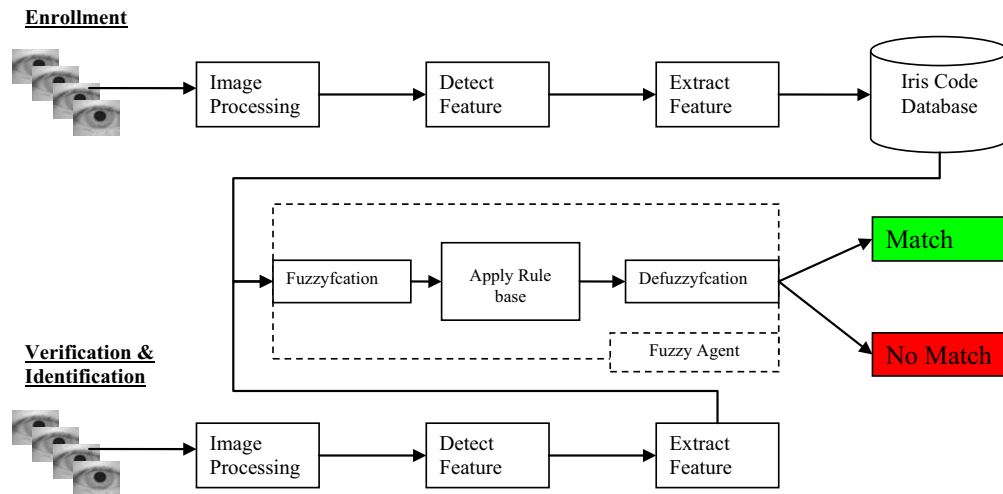 Enrollment
Image
Processing
Detect
Feature
Extract
Feature
Iris Code
Database
Fuzzyfcation
Apply Rule
base
Defuzzyfcation
Fuzzy Agent
Match
No Match
Verification &
Identification
Image
Processing
Detect
Feature
Extract
Feature